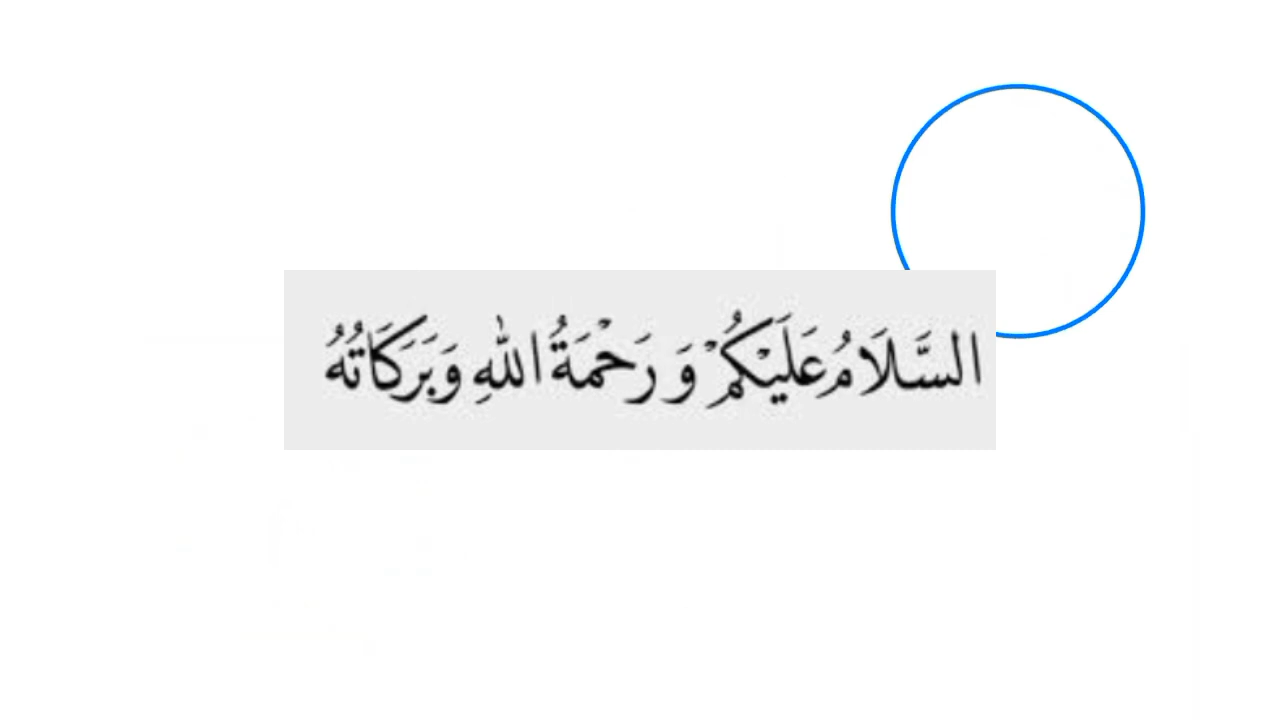 السَّلَامُ عَلَيْكُمْ وَ رَحْمَةُ اللهِ وَبَرَكَاتُهُ